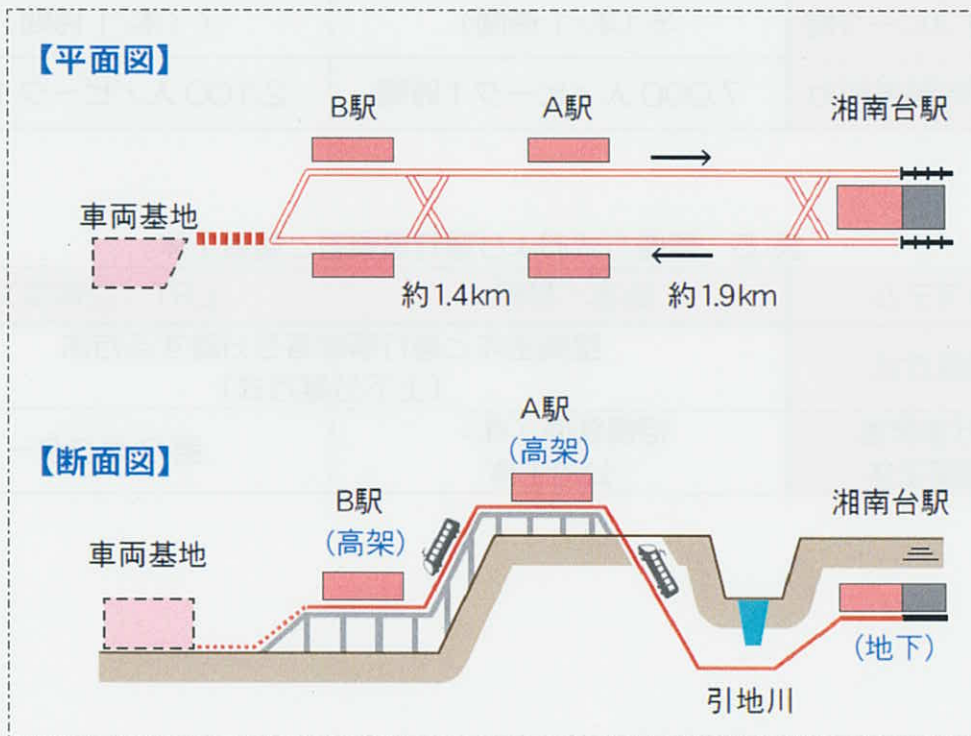 【平面図】
B駅
A駅
湘南台駅
車両基地
約1.4km
約1.9km
【断面図】
A駅
(高架)
B駅
(高架)
湘南台駅
車両基地
(地下)
引地川